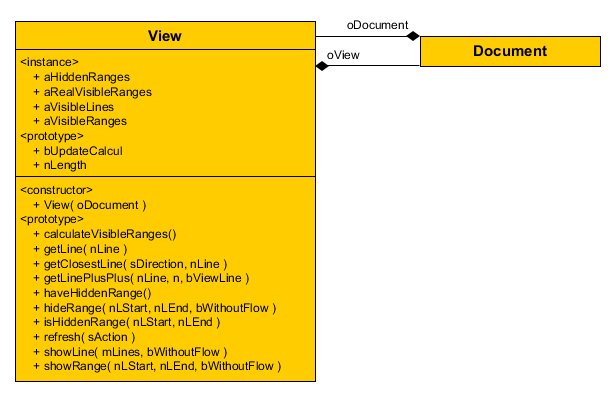 View
<instance>
+ aHiddenRanges
+ aRealVisibleRanges
+ aVisibleLines
+ aVisibleRanges
<prototype>
+ bUpdateCalcul
+ nLength
<constructor>
+ View( oDocument )
<prototype>
+ calculateVisibleRanges()
+ getLine( nLine )
+ getClosestLine( sDirection, nLine )
+ getLinePlusPlus( nLine, n, bViewLine )
+ haveHiddenRange()
+ hideRange( nLStart, nLEnd, bWithoutFlow )
+ isHiddenRange( nLStart, nLEnd )
+ refresh( sAction )
+ showLine( mLines, bWithoutFlow )
+ showRange( nLStart, nLEnd, bWithoutFlow )
oDocument
oView
Document